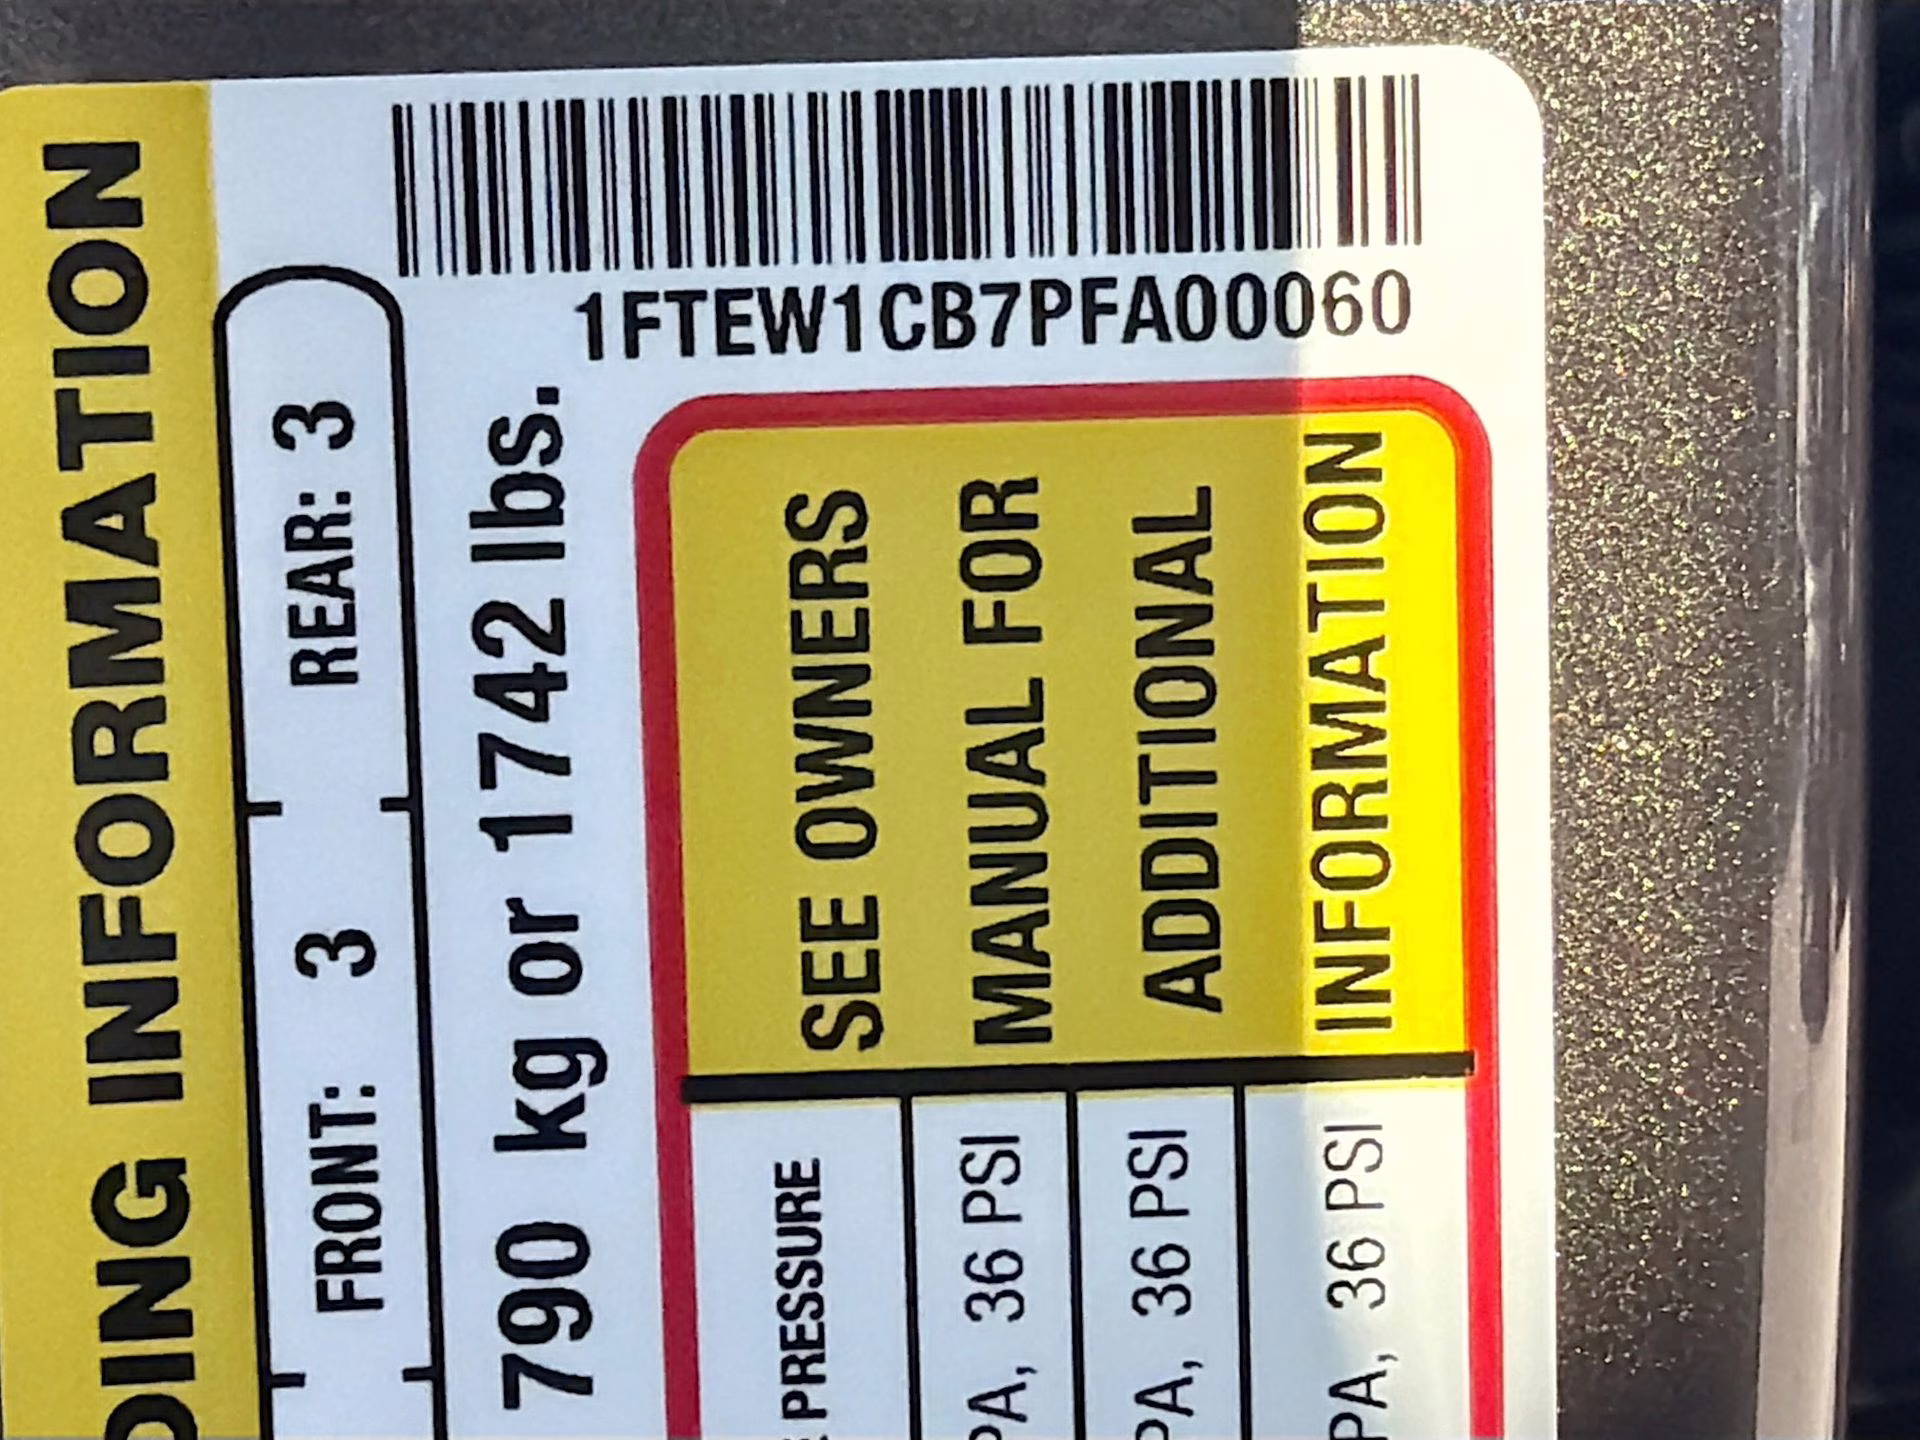 DING INFORMATION
FRONT: 3 REAR: 3
790 kg or 1742 lbs.
1FTEW1CB7PFA00060
PRESSURE
PA, 36 PSI
PA, 36 PSI
PA, 36 PSI
SEE OWNERS
MANUAL FOR
ADDITIONAL
INFORMATION